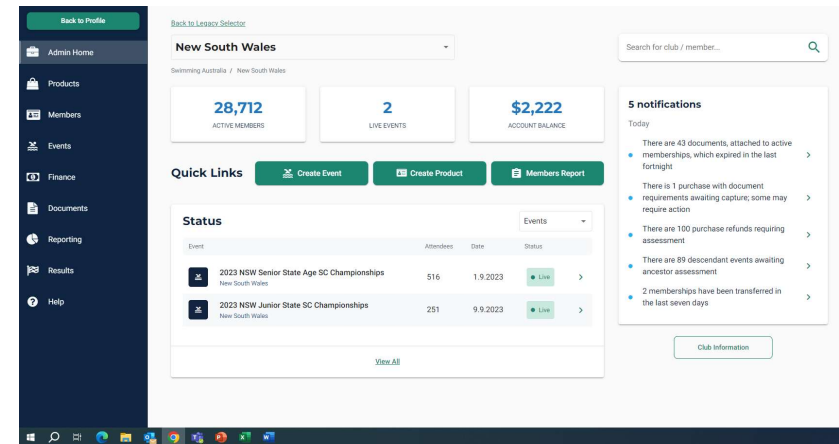 Back to Profile
Admin Home
Products
Members
Events
Finance
Documents
Reporting
Results
Help
Back to Legacy Selector
New South Wales
Swimming Australia / New South Wales
Search for club / member...
28,712
ACTIVE MEMBERS
2
LIVE EVENTS
$2,222
ACCOUNT BALANCE
Quick Links
Create Event
Create Product
Members Report
Status
Events
Event Attendees Date Status
2023 NSW Senior State Age SC Championships
New South Wales
516 1.9.2023 Live
2023 NSW Junior State SC Championships
New South Wales
251 9.9.2023 Live
View All
5 notifications
Today
There are 43 documents, attached to active
memberships, which expired in the last
fortnight
There is 1 purchase with document
requirements awaiting capture; some may
require action
There are 100 purchase refunds requiring
assessment
There are 89 descendant events awaiting
ancestor assessment
2 memberships have been transferred in
the last seven days
Club Information